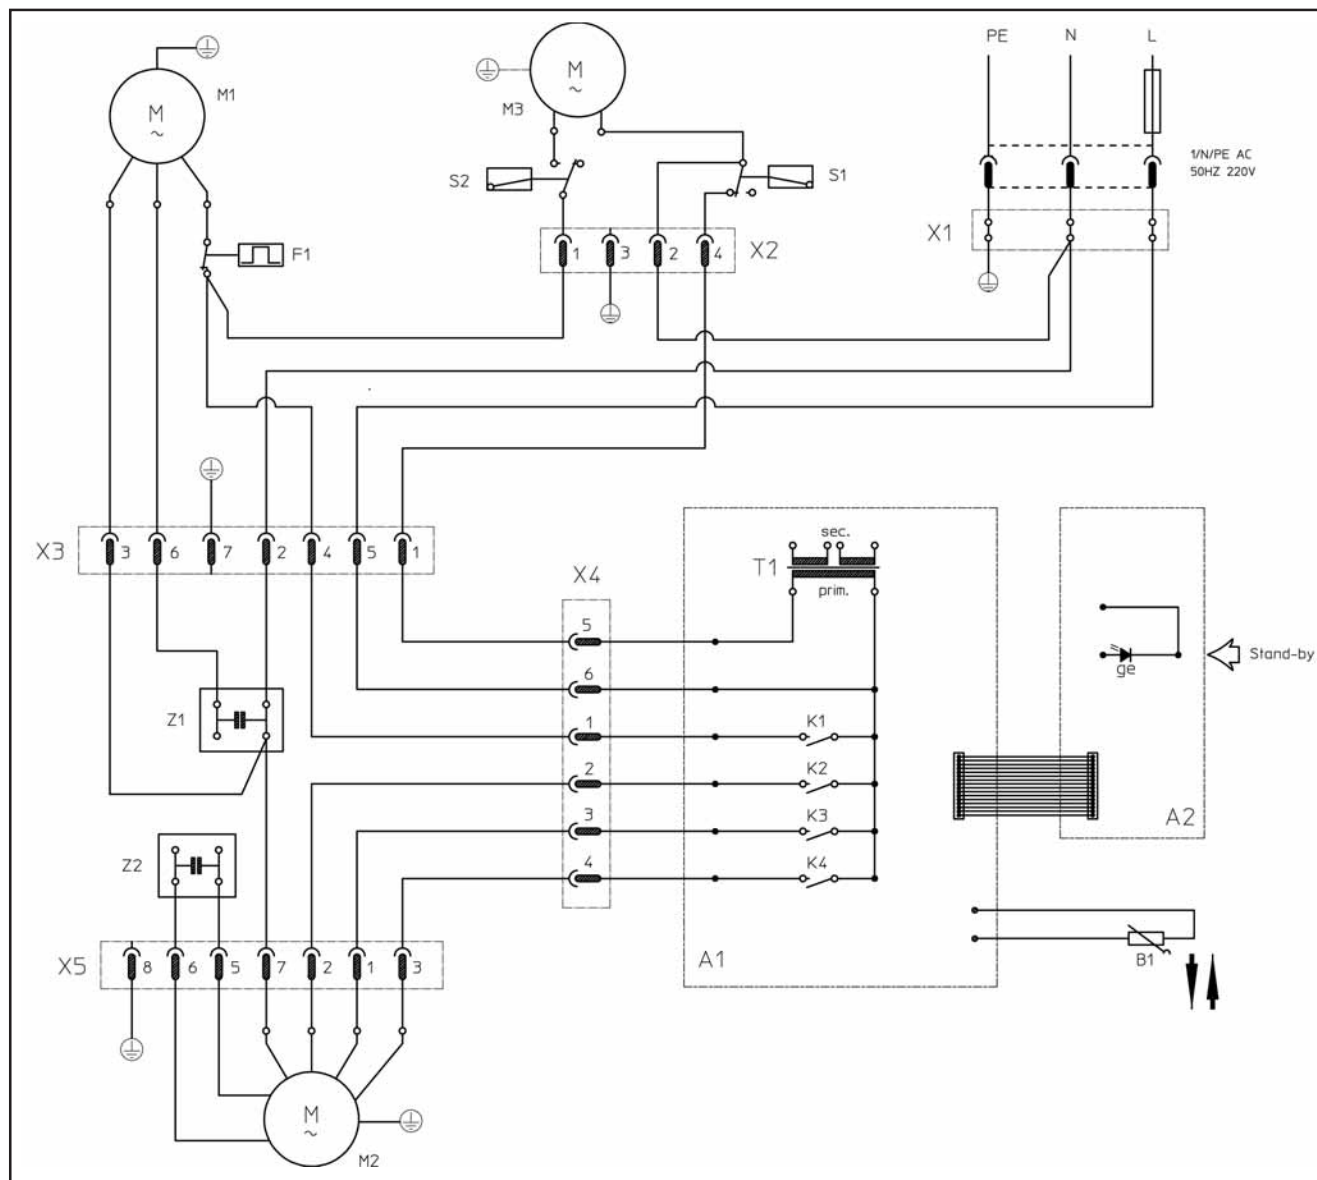 PE N L
M
~
M1
M
~
M3
1/N/PE AC
50HZ 220V
S2
S1
X1
F1
1 3 2 4
X2
X3
3 6 7 2 4 5 1
sec.
T1
prim.
X4
5
6
1
2
3
4
K1
K2
K3
K4
ge
Stand-by
Z1
A2
Z2
A1
B1
X5
8 6 5 7 2 1 3
M
~
M2